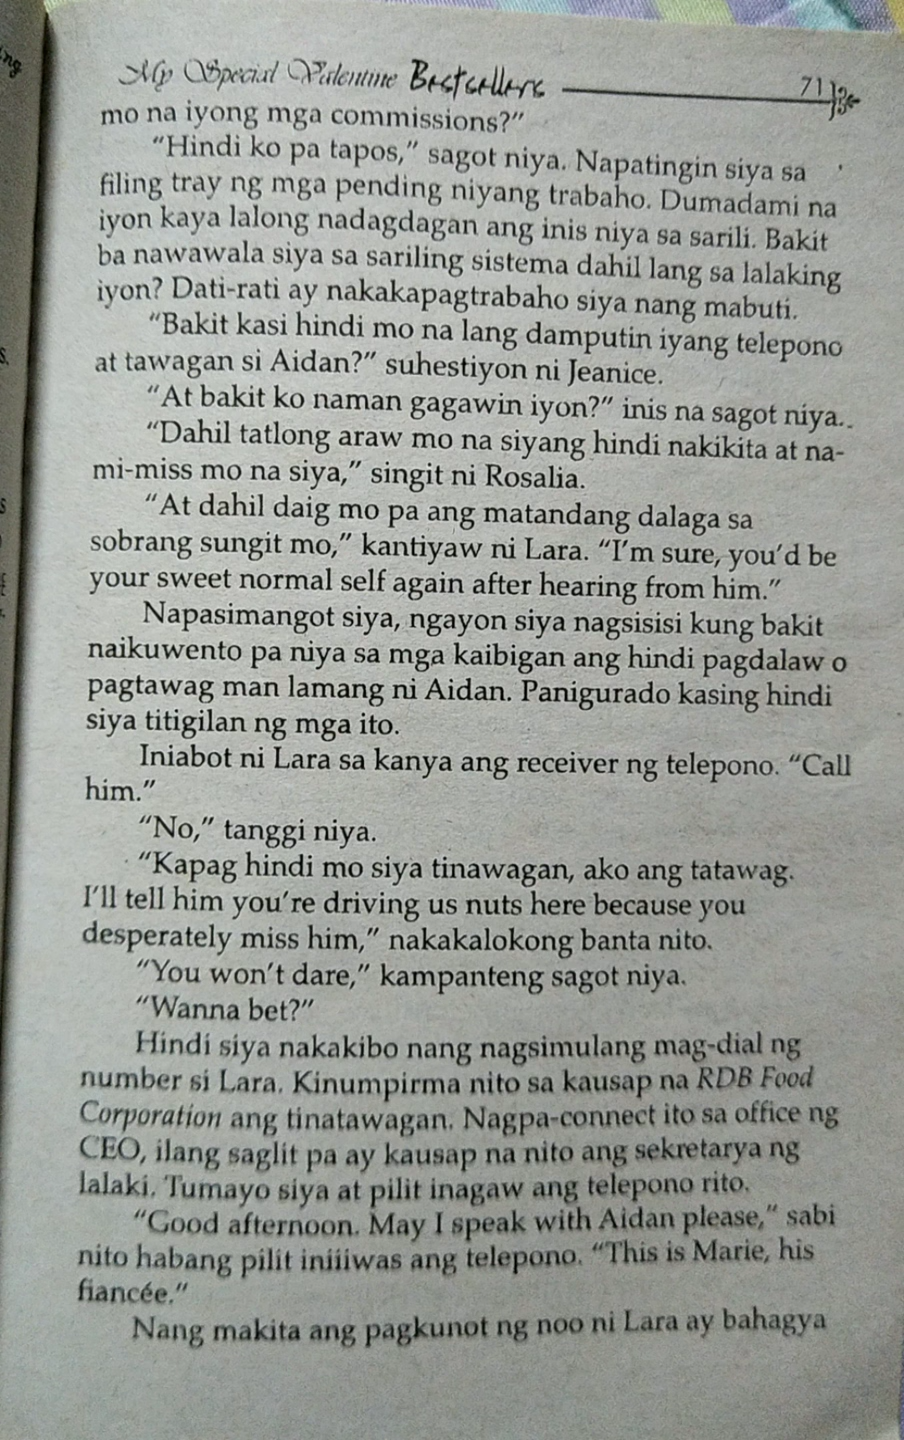 My Special Valentine Bestsellers 71
mo na iyong mga commissions?"
"Hindi ko pa tapos," sagot niya. Napatingin siya sa
filing tray ng mga pending niyang trabaho. Dumadami na
iyon kaya lalong nadagdagan ang inis niya sa sarili. Bakit
ba nawawala siya sa sariling sistema dahil lang sa lalaking
iyon? Dati-rati ay nakakapagtrabaho siya nang mabuti.
"Bakit kasi hindi mo na lang damputin iyang telepono
at tawagan si Aidan?" suhestiyon ni Jeanice.
"At bakit ko naman gagawin iyon?" inis na sagot niya.
"Dahil tatlong araw mo na siyang hindi nakikita at na-
mi-miss mo na siya," singit ni Rosalia.
"At dahil daig mo pa ang matandang dalaga sa
sobrang sungit mo," kantiyaw ni Lara. "I'm sure, you'd be
your sweet normal self again after hearing from him."
Napasimangot siya, ngayon siya nagsisisi kung bakit
naikuwento pa niya sa mga kaibigan ang hindi pagdalaw o
pagtawag man lamang ni Aidan. Panigurado kasing hindi
siya titigilan ng mga ito.
Iniabot ni Lara sa kanya ang receiver ng telepono. "Call
him."
"No," tanggi niya.
"Kapag hindi mo siya tinawagan, ako ang tatawag.
I'll tell him you're driving us nuts here because you
desperately miss him," nakakalokong banta nito.
"You won't dare," kampanteng sagot niya.
"Wanna bet?"
Hindi siya nakakibo nang nagsimulang mag-dial ng
number si Lara. Kinumpirma nito sa kausap na RDB Food
Corporation ang tinatawagan. Nagpa-connect ito sa office ng
CEO, ilang saglit pa ay kausap na nito ang sekretarya ng
lalaki. Tumayo siya at pilit inagaw ang telepono rito.
"Good afternoon. May I speak with Aidan please," sabi
nito habang pilit iniiiwas ang telepono. "This is Marie, his
fiancée."
Nang makita ang pagkunot ng noo ni Lara ay bahagya